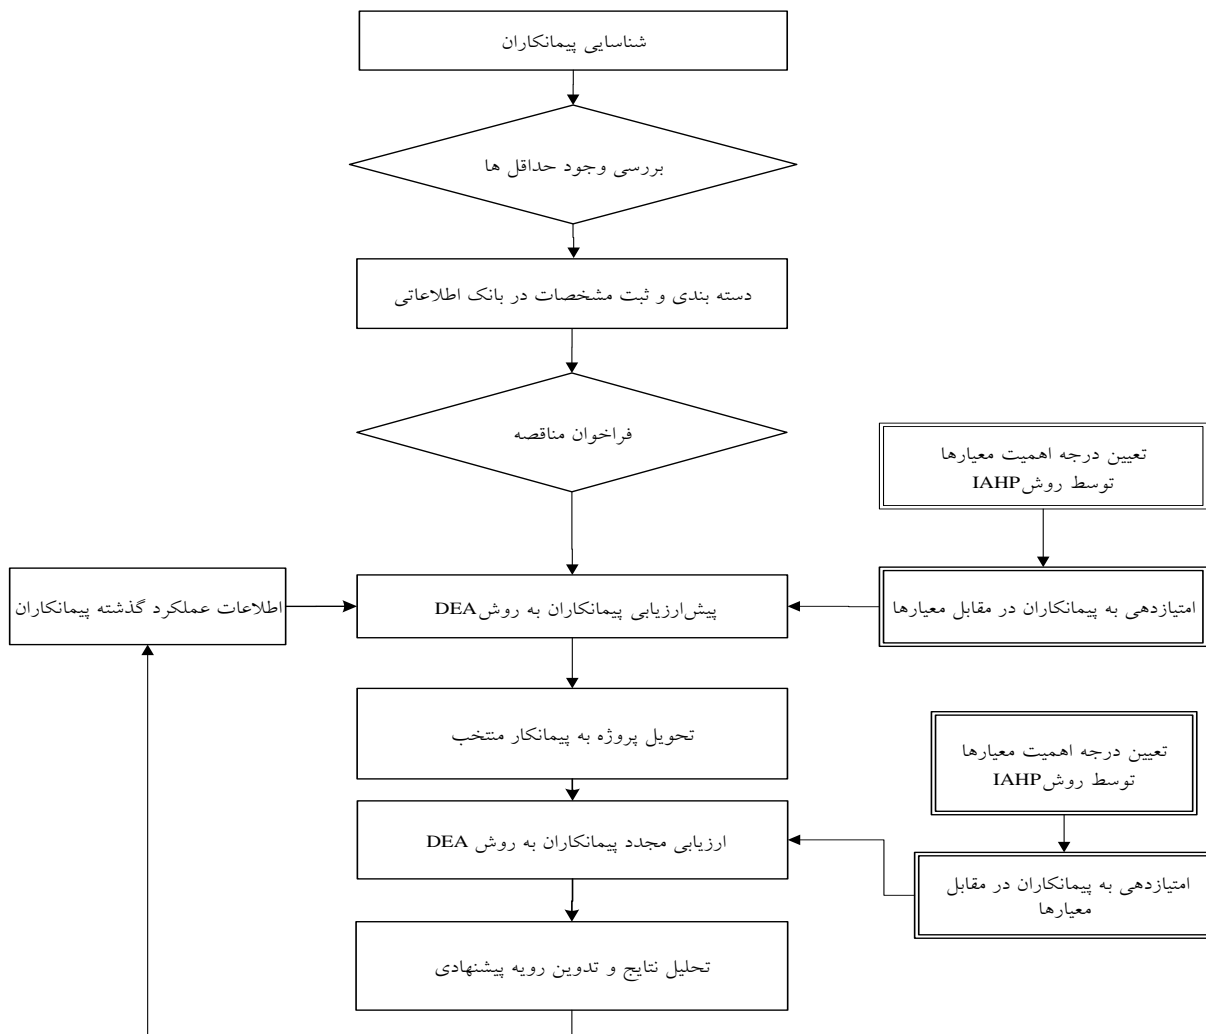 شناسایی پیمانکاران
بررسی وجود حداقل ها
دسته بندی و ثبت مشخصات در بانک اطلاعاتی
فراخوان مناقصه
تعیین درجه اهمیت معیارها
توسط روشIAHP
امتیازدهی به پیمانکاران در مقابل معیارها
پیش‌ارزیابی پیمانکاران به روشDEA
اطلاعات عملکرد گذشته پیمانکاران
تحویل پروژه به پیمانکار منتخب
تعیین درجه اهمیت معیارها
توسط روشIAHP
ارزیابی مجدد پیمانکاران به روش DEA
امتیازدهی به پیمانکاران در مقابل
معیارها
تحلیل نتایج و تدوین رویه پیشنهادی